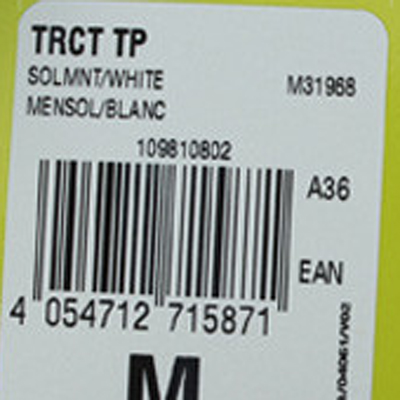 TRCT TP
SOLMNT/WHITE
M31968
MENSOL/BLANC
109810802
A36
EAN
4 054712 715871
M